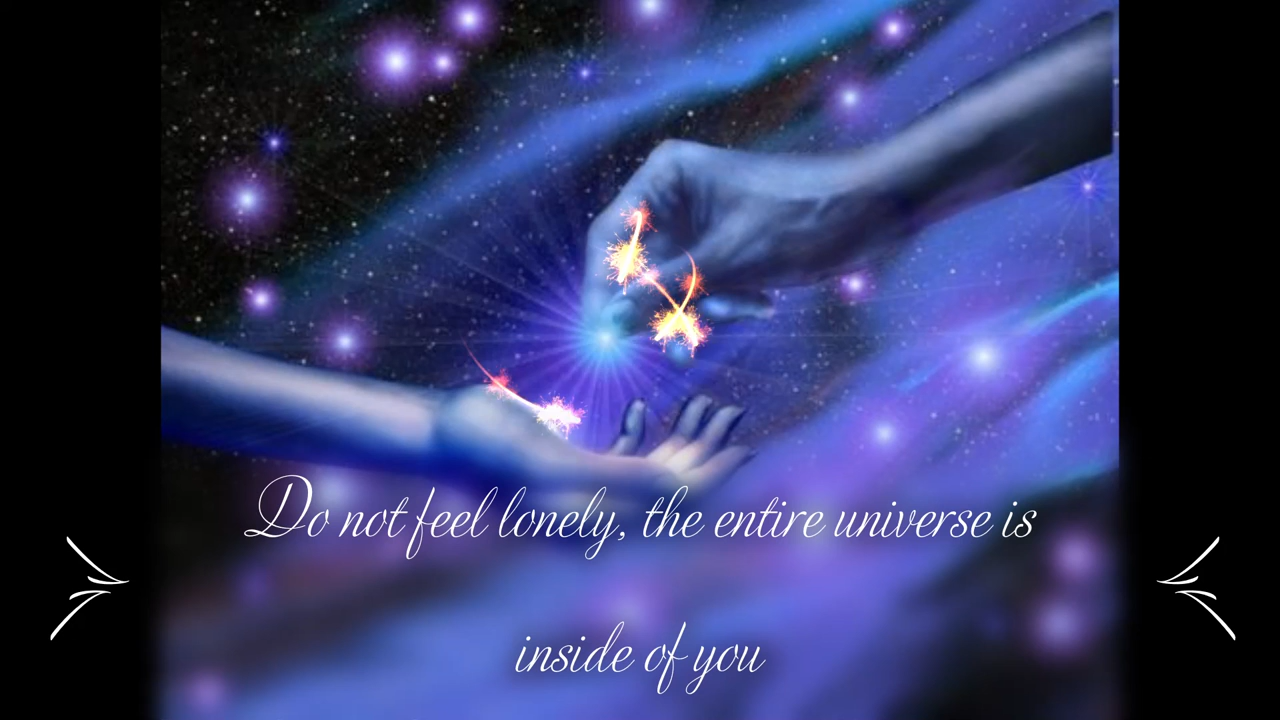 Do not feel lonely, the entire universe is
inside of you